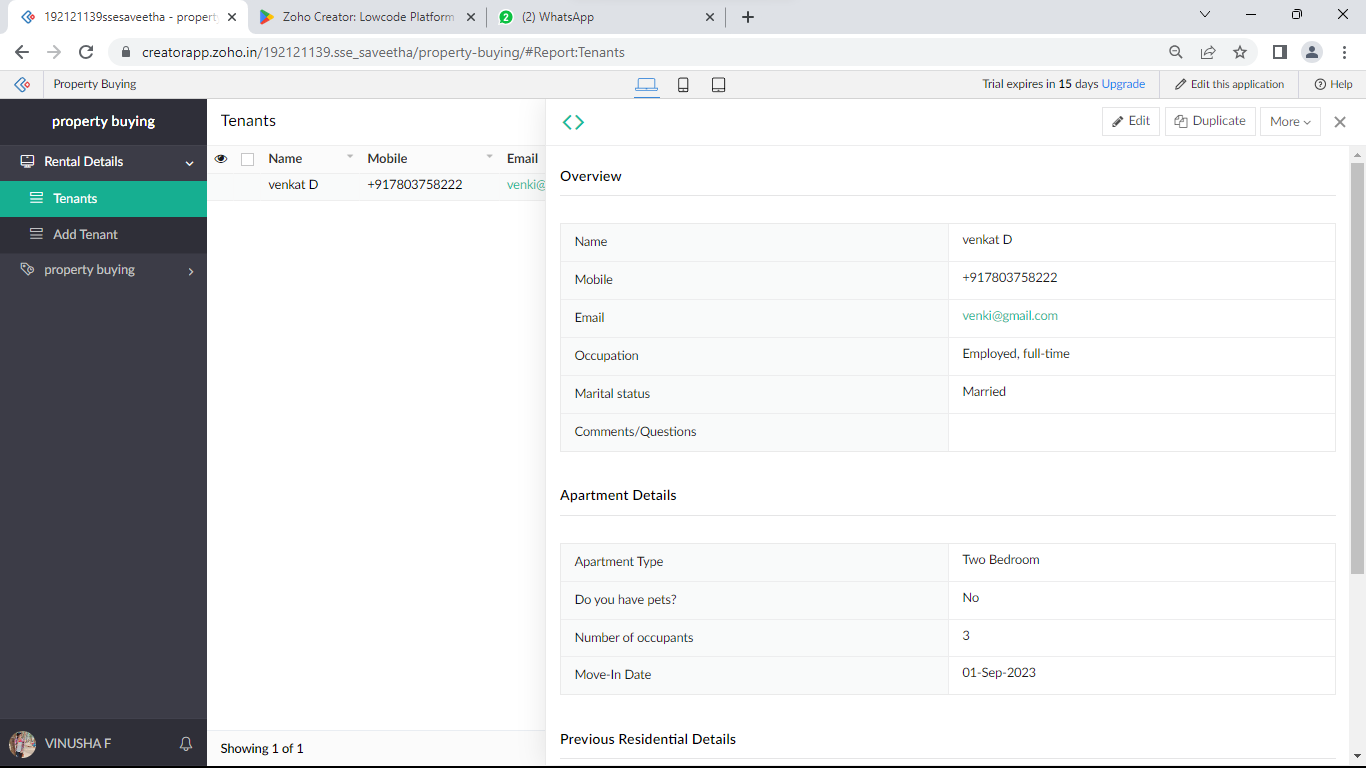 192121139ssesaveetha - propert
Zoho Creator: Lowcode Platform
2
(2) WhatsApp
creatorapp.zoho.in/192121139.sse_saveetha/property-buying/#Report:Tenants
Property Buying
Trial expires in 15 days Upgrade
Edit this application
Help
property buying
Rental Details
Tenants
Add Tenant
property buying
VINUSHA F
Tenants
Name Mobile Email
venkat D +917803758222 venki@
Showing 1 of 1
Edit
Duplicate
More
Overview
Name venkat D
Mobile +917803758222
Email venki@gmail.com
Occupation Employed, full-time
Marital status Married
Comments/Questions
Apartment Details
Apartment Type Two Bedroom
Do you have pets? No
Number of occupants 3
Move-In Date 01-Sep-2023
Previous Residential Details